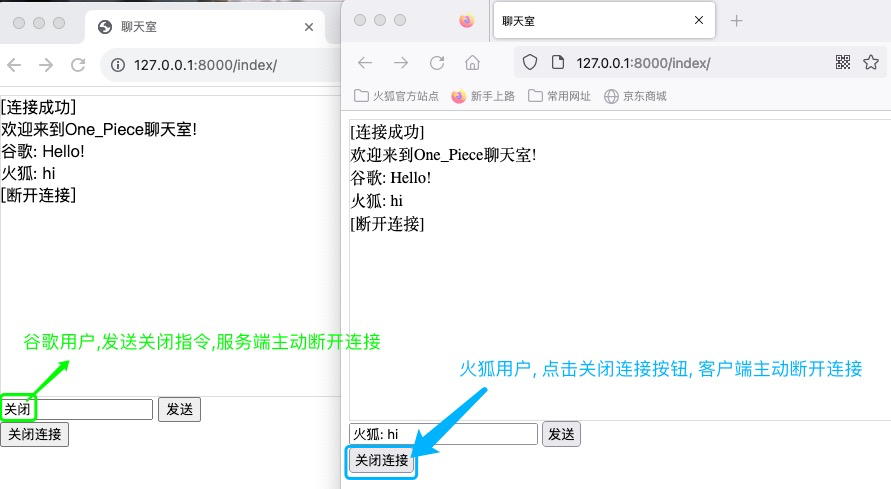 聊天室
127.0.0.1:8000/index/
[连接成功]
欢迎来到One_Piece聊天室!
谷歌: Hello!
火狐: hi
[断开连接]
谷歌用户,发送关闭指令,服务端主动断开连接
关闭
发送
关闭连接
聊天室
127.0.0.1:8000/index/
火狐官方站点 新手上路 常用网址 京东商城
[连接成功]
欢迎来到One_Piece聊天室!
谷歌: Hello!
火狐: hi
[断开连接]
火狐用户, 点击关闭连接按钮, 客户端主动断开连接
火狐: hi
发送
关闭连接